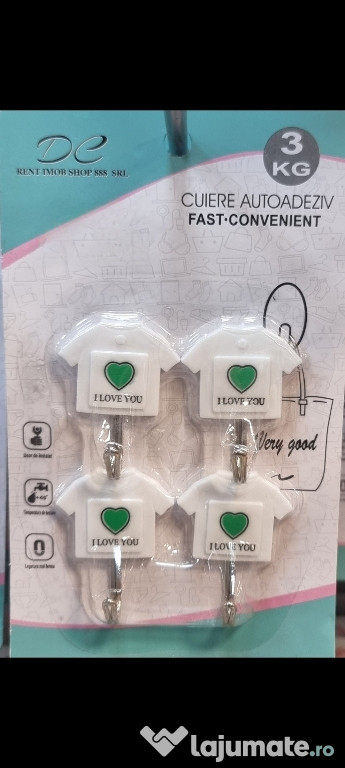 DC
RENT IMOB SHOP 888 SRL
3
KG
CUIERE AUTOADEZIV
FAST·CONVENIENT
I LOVE YOU
I LOVE YOU
Very good
I LOVE YOU
I LOVE YOU
Lajumate.ro